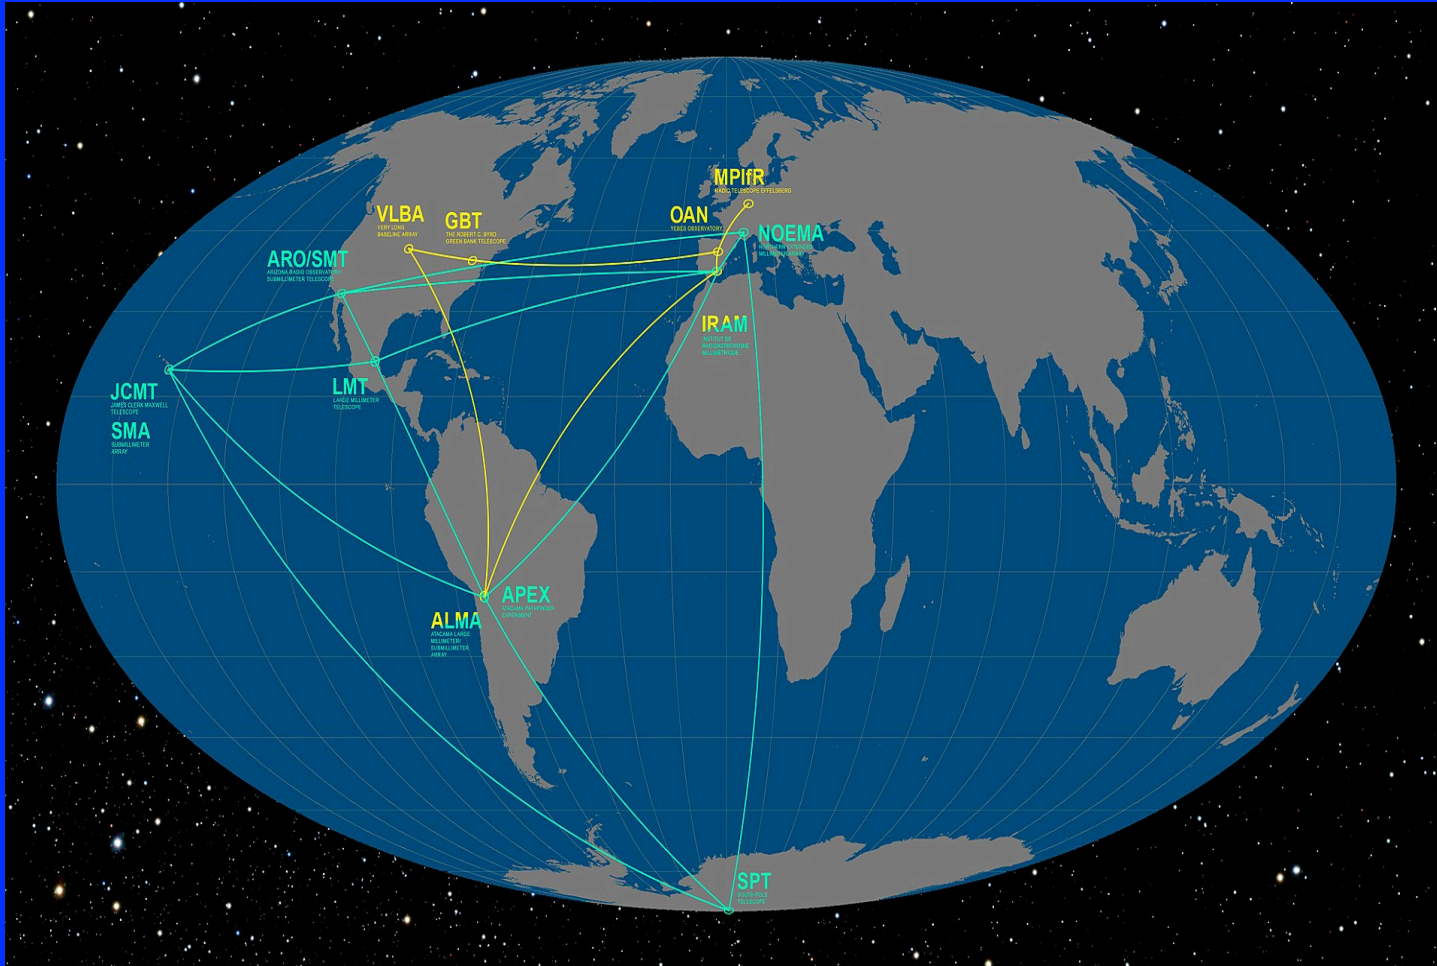 MPIfR
RADIO TELESCOPE EFFELSBERG
VLBA
VERY LONG
BASELINE ARRAY
GBT
THE ROBERT C. BYRD
GREEN BANK TELESCOPE
OAN
YEBES OBSERVATORY
NOEMA
NORTHERN EXTENDED
MILLIMETER ARRAY
ARO/SMT
ARIZONA RADIO OBSERVATORY/
SUBMILLIMETER TELESCOPE
IRAM
INSTITUT DE
RADIOASTRONOMIE
MILLIMETRIQUE
JCMT
JAMES CLERK MAXWELL
TELESCOPE
SMA
SUBMILLIMETER
ARRAY
LMT
LARGE MILLIMETER
TELESCOPE
APEX
ATACAMA PATHFINDER
EXPERIMENT
ALMA
ATACAMA LARGE
MILLIMETER/
SUBMILLIMETER
ARRAY
SPT
SOUTH POLE
TELESCOPE